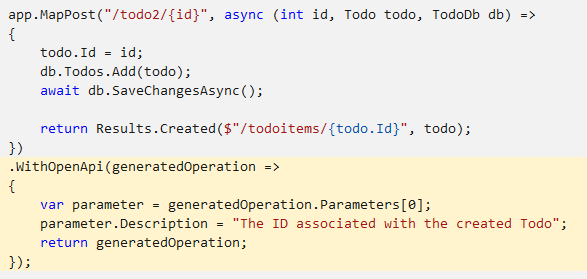 app.MapPost("/todo2/{id}", async (int id, Todo todo, TodoDb db) =>
{
    todo.Id = id;
    db.Todos.Add(todo);
    await db.SaveChangesAsync();

    return Results.Created($"/todoitems/{todo.Id}", todo);
})
.WithOpenApi(generatedOperation =>
{
    var parameter = generatedOperation.Parameters[0];
    parameter.Description = "The ID associated with the created Todo";
    return generatedOperation;
});